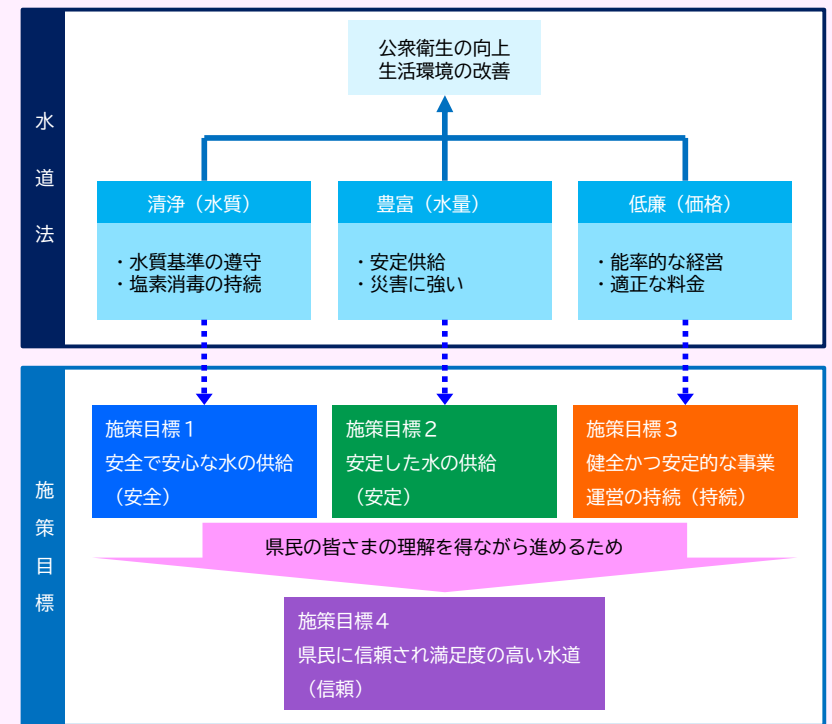 水道法
公衆衛生の向上
生活環境の改善
清浄（水質）
・水質基準の遵守
・塩素消毒の持続
豊富（水量）
・安定供給
・災害に強い
低廉（価格）
・能率的な経営
・適正な料金
施策目標
施策目標１
安全で安心な水の供給
（安全）
施策目標２
安定した水の供給
（安定）
施策目標３
健全かつ安定的な事業
運営の持続（持続）
県民の皆さまの理解を得ながら進めるため
施策目標４
県民に信頼され満足度の高い水道
（信頼）